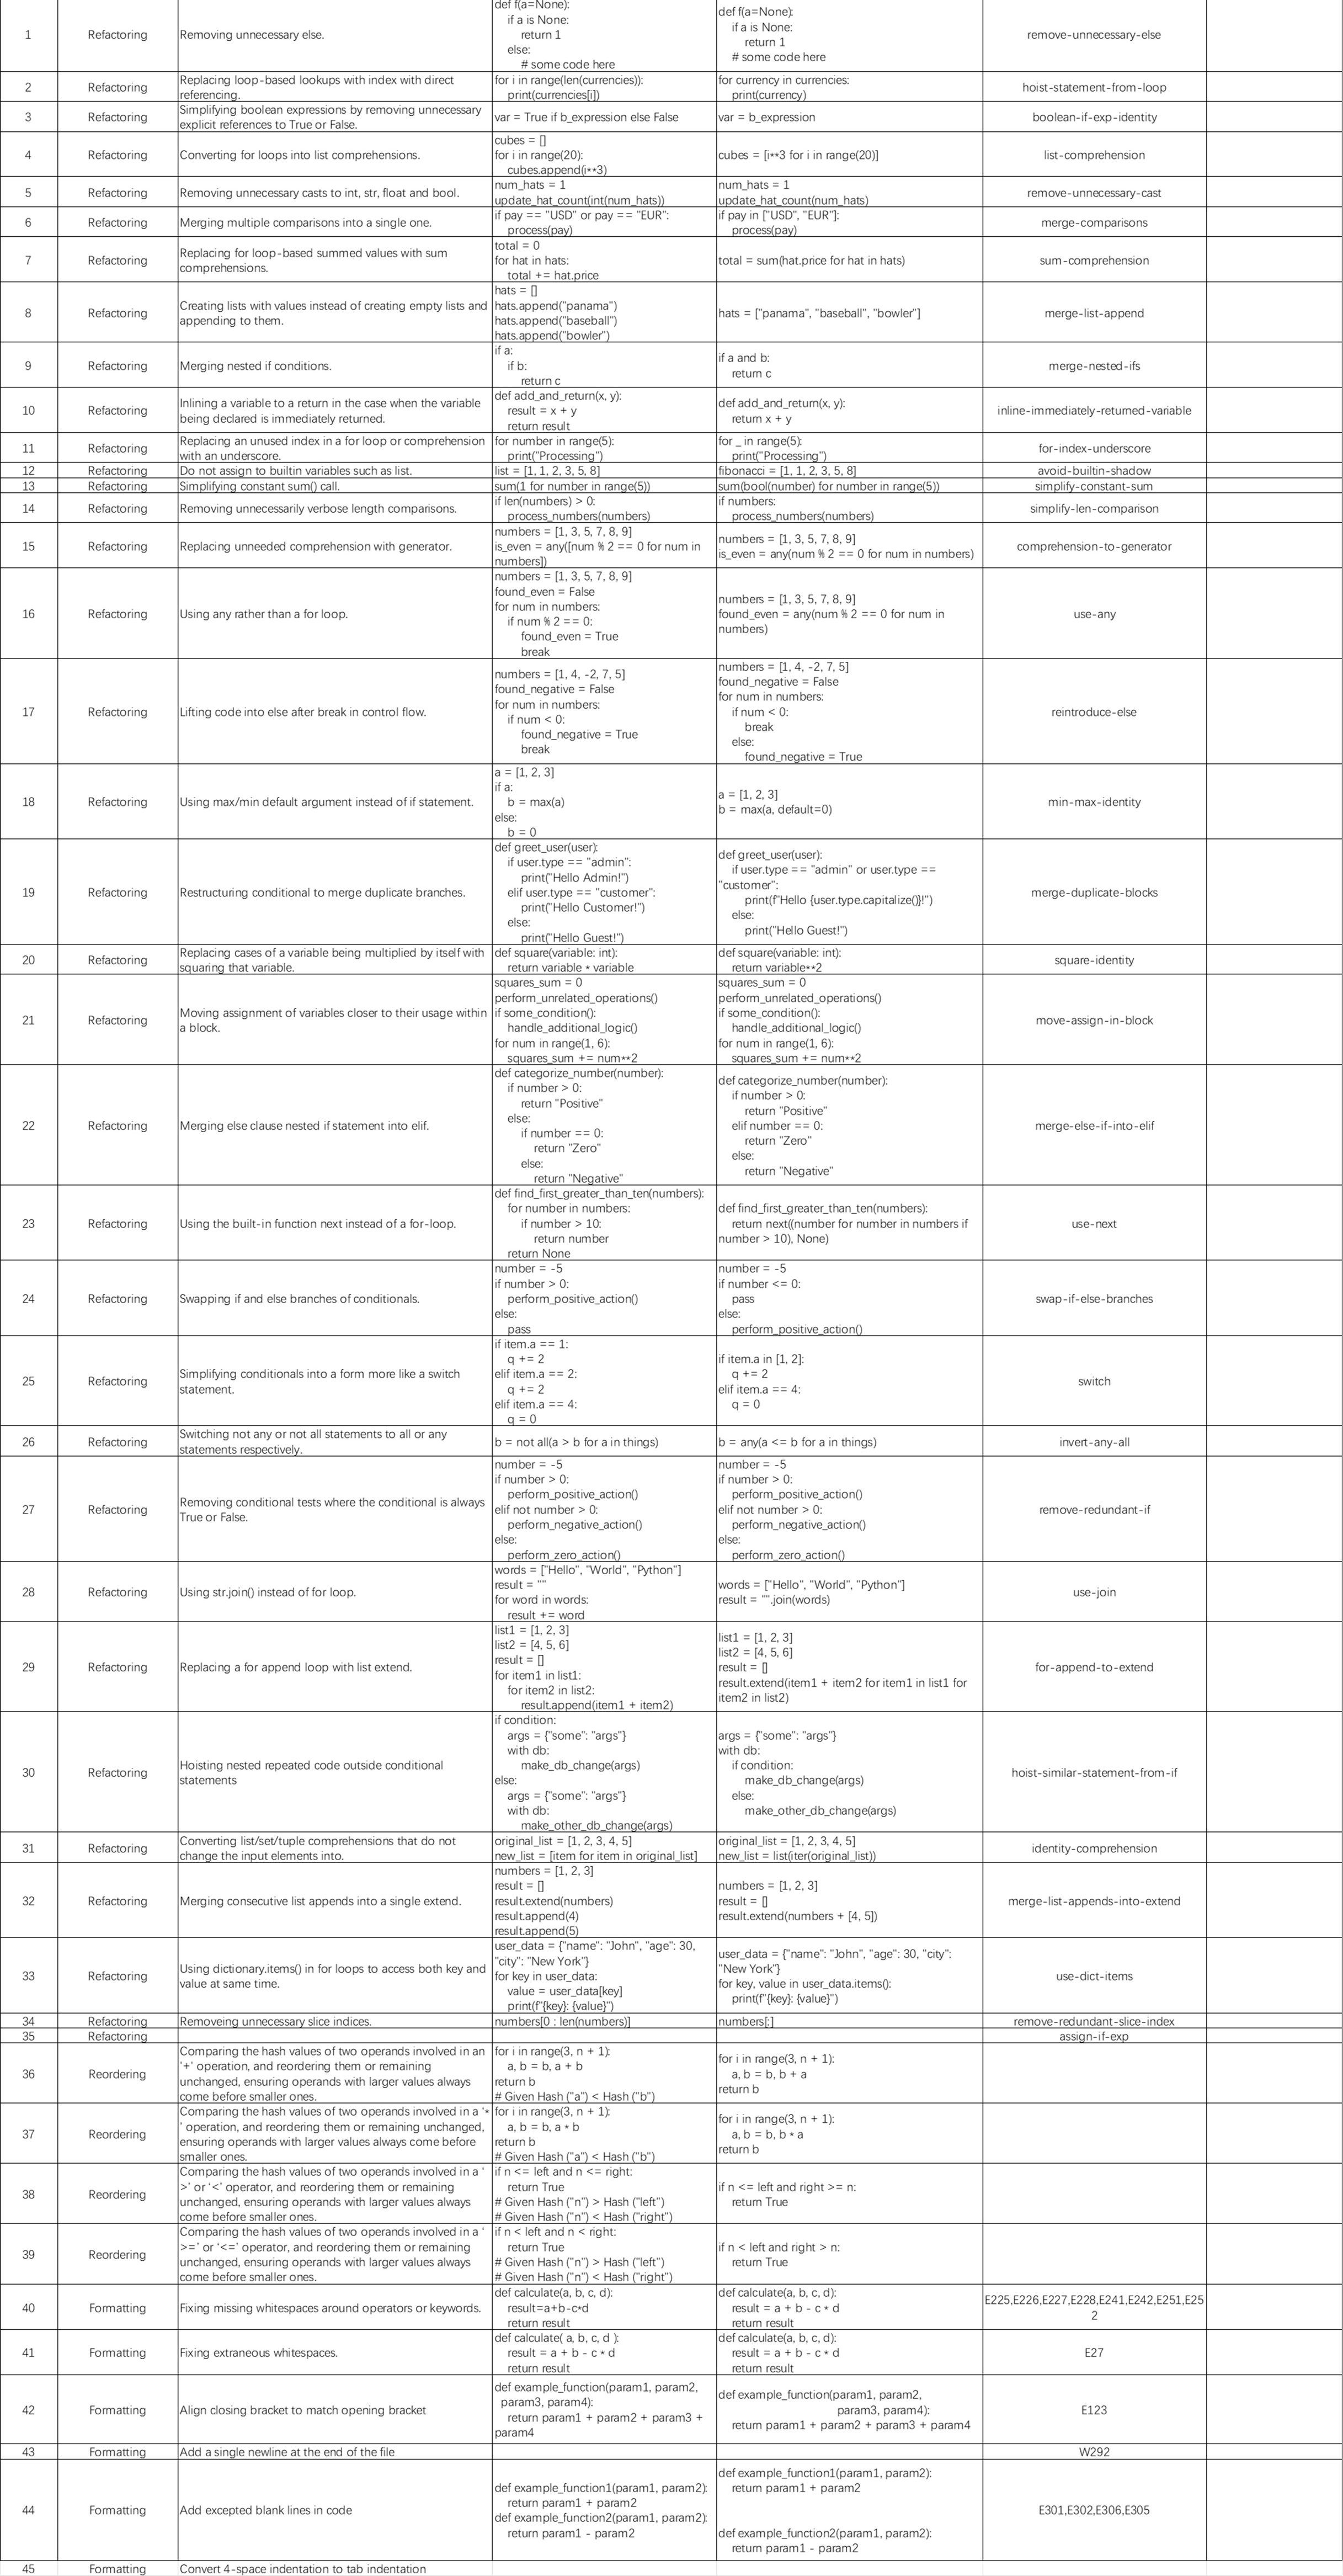 def f(a=None):
if a is None:
return 1
else:
# some code here
def f(a=None):
if a is None:
return 1
# some code here
1 Refactoring Removing unnecessary else. remove-unnecessary-else
2 Refactoring
Replacing loop-based lookups with index with direct
referencing.
for i in range(len(currencies)):
print(currencies[i])
for currency in currencies:
print(currency)
hoist-statement-from-loop
3 Refactoring
Simplifying boolean expressions by removing unnecessary
explicit references to True or False.
var = True if b_expression else False
var = b_expression
boolean-if-exp-identity
4 Refactoring
Converting for loops into list comprehensions.
cubes = []
for i in range(20):
cubes.append(i**3)
cubes = [i**3 for i in range(20)]
list-comprehension
5 Refactoring
Removing unnecessary casts to int, str, float and bool.
num_hats = 1
update_hat_count(int(num_hats))
num_hats = 1
update_hat_count(num_hats)
remove-unnecessary-cast
6 Refactoring
Merging multiple comparisons into a single one.
if pay == "USD" or pay == "EUR":
process(pay)
if pay in ["USD", "EUR"]:
process(pay)
merge-comparisons
7 Refactoring
Replacing for loop-based summed values with sum
comprehensions.
total = 0
for hat in hats:
total += hat.price
total = sum(hat.price for hat in hats)
sum-comprehension
8 Refactoring
Creating lists with values instead of creating empty lists and
appending to them.
hats = []
hats.append("panama")
hats.append("baseball")
hats.append("bowler")
hats = ["panama", "baseball", "bowler"]
merge-list-append
9 Refactoring
Merging nested if conditions.
if a:
if b:
return c
if a and b:
return c
merge-nested-ifs
10 Refactoring
Inlining a variable to a return in the case when the variable
being declared is immediately returned.
def add_and_return(x, y):
result = x + y
return result
def add_and_return(x, y):
return x + y
inline-immediately-returned-variable
11 Refactoring
Replacing an unused index in a for loop or comprehension
with an underscore.
for number in range(5):
print("Processing")
for _ in range(5):
print("Processing")
for-index-underscore
12 Refactoring
Do not assign to builtin variables such as list.
list = [1, 1, 2, 3, 5, 8]
fibonacci = [1, 1, 2, 3, 5, 8]
avoid-builtin-shadow
13 Refactoring
Simplifying constant sum() call.
sum(1 for number in range(5))
sum(bool(number) for number in range(5))
simplify-constant-sum
14 Refactoring
Removing unnecessarily verbose length comparisons.
if len(numbers) > 0:
process_numbers(numbers)
if numbers:
process_numbers(numbers)
simplify-len-comparison
15 Refactoring
Replacing unneeded comprehension with generator.
numbers = [1, 3, 5, 7, 8, 9]
is_even = any([num % 2 == 0 for num in
numbers])
numbers = [1, 3, 5, 7, 8, 9]
is_even = any(num % 2 == 0 for num in numbers)
comprehension-to-generator
16 Refactoring
Using any rather than a for loop.
numbers = [1, 3, 5, 7, 8, 9]
found_even = False
for num in numbers:
if num % 2 == 0:
found_even = True
break
numbers = [1, 3, 5, 7, 8, 9]
found_even = any(num % 2 == 0 for num in
numbers)
use-any
17 Refactoring
Lifting code into else after break in control flow.
numbers = [1, 4, -2, 7, 5]
found_negative = False
for num in numbers:
if num < 0:
found_negative = True
break
numbers = [1, 4, -2, 7, 5]
found_negative = False
for num in numbers:
if num < 0:
break
else:
found_negative = True
reintroduce-else
18 Refactoring
Using max/min default argument instead of if statement.
a = [1, 2, 3]
if a:
b = max(a)
else:
b = 0
a = [1, 2, 3]
b = max(a, default=0)
min-max-identity
19 Refactoring
Restructuring conditional to merge duplicate branches.
def greet_user(user):
if user.type == "admin":
print("Hello Admin!")
elif user.type == "customer":
print("Hello Customer!")
else:
print("Hello Guest!")
def greet_user(user):
if user.type == "admin" or user.type ==
"customer":
print(f"Hello {user.type.capitalize()}!")
else:
print("Hello Guest!")
merge-duplicate-blocks
20 Refactoring
Replacing cases of a variable being multiplied by itself with
squaring that variable.
def square(variable: int):
return variable * variable
def square(variable: int):
return variable**2
square-identity
21 Refactoring
Moving assignment of variables closer to their usage within
a block.
squares_sum = 0
perform_unrelated_operations()
if some_condition():
handle_additional_logic()
for num in range(1, 6):
squares_sum += num**2
squares_sum = 0
perform_unrelated_operations()
if some_condition():
handle_additional_logic()
for num in range(1, 6):
squares_sum += num**2
move-assign-in-block
22 Refactoring
Merging else clause nested if statement into elif.
def categorize_number(number):
if number > 0:
return "Positive"
else:
if number == 0:
return "Zero"
else:
return "Negative"
def categorize_number(number):
if number > 0:
return "Positive"
elif number == 0:
return "Zero"
else:
return "Negative"
merge-else-if-into-elif
23 Refactoring
Using the built-in function next instead of a for-loop.
def find_first_greater_than_ten(numbers):
for number in numbers:
if number > 10:
return number
return None
def find_first_greater_than_ten(numbers):
return next((number for number in numbers if
number > 10), None)
use-next
24 Refactoring
Swapping if and else branches of conditionals.
number = -5
if number > 0:
perform_positive_action()
else:
pass
number = -5
if number <= 0:
pass
else:
perform_positive_action()
swap-if-else-branches
25 Refactoring
Simplifying conditionals into a form more like a switch
statement.
if item.a == 1:
q += 2
elif item.a == 2:
q += 2
elif item.a == 4:
q = 0
if item.a in [1, 2]:
q += 2
elif item.a == 4:
q = 0
switch
26 Refactoring
Switching not any or not all statements to all or any
statements respectively.
b = not all(a > b for a in things)
b = any(a <= b for a in things)
invert-any-all
27 Refactoring
Removing conditional tests where the conditional is always
True or False.
number = -5
if number > 0:
perform_positive_action()
elif not number > 0:
perform_negative_action()
else:
perform_zero_action()
number = -5
if number > 0:
perform_positive_action()
elif not number > 0:
perform_negative_action()
else:
perform_zero_action()
remove-redundant-if
28 Refactoring
Using str.join() instead of for loop.
words = ["Hello", "World", "Python"]
result = ""
for word in words:
result += word
words = ["Hello", "World", "Python"]
result = "".join(words)
use-join
29 Refactoring
Replacing a for append loop with list extend.
list1 = [1, 2, 3]
list2 = [4, 5, 6]
result = []
for item1 in list1:
for item2 in list2:
result.append(item1 + item2)
list1 = [1, 2, 3]
list2 = [4, 5, 6]
result = []
result.extend(item1 + item2 for item1 in list1 for
item2 in list2)
for-append-to-extend
30 Refactoring
Hoisting nested repeated code outside conditional
statements
if condition:
args = {"some": "args"}
with db:
make_db_change(args)
else:
args = {"some": "args"}
with db:
make_other_db_change(args)
args = {"some": "args"}
with db:
if condition:
make_db_change(args)
else:
make_other_db_change(args)
hoist-similar-statement-from-if
31 Refactoring
Converting list/set/tuple comprehensions that do not
change the input elements into.
original_list = [1, 2, 3, 4, 5]
new_list = [item for item in original_list]
original_list = [1, 2, 3, 4, 5]
new_list = list(iter(original_list))
identity-comprehension
32 Refactoring
Merging consecutive list appends into a single extend.
numbers = [1, 2, 3]
result = []
result.extend(numbers)
result.append(4)
result.append(5)
numbers = [1, 2, 3]
result = []
result.extend(numbers + [4, 5])
merge-list-appends-into-extend
33 Refactoring
Using dictionary.items() in for loops to access both key and
value at same time.
user_data = {"name": "John", "age": 30,
"city": "New York"}
for key in user_data:
value = user_data[key]
print(f"{key}: {value}")
user_data = {"name": "John", "age": 30, "city":
"New York"}
for key, value in user_data.items():
print(f"{key}: {value}")
use-dict-items
34 Refactoring
Removeing unnecessary slice indices.
numbers[0 : len(numbers)]
numbers[:]
remove-redundant-slice-index
35 Refactoring
assign-if-exp
36 Reordering
Comparing the hash values of two operands involved in an
'+' operation, and reordering them or remaining
unchanged, ensuring operands with larger values always
come before smaller ones.
for i in range(3, n + 1):
a, b = b, a + b
return b
# Given Hash ("a") < Hash ("b")
for i in range(3, n + 1):
a, b = b, b + a
return b
37 Reordering
Comparing the hash values of two operands involved in a '*
' operation, and reordering them or remaining unchanged,
ensuring operands with larger values always come before
smaller ones.
for i in range(3, n + 1):
a, b = b, a * b
return b
# Given Hash ("a") < Hash ("b")
for i in range(3, n + 1):
a, b = b, b * a
return b
38 Reordering
Comparing the hash values of two operands involved in a '
>' or '<' operator, and reordering them or remaining
unchanged, ensuring operands with larger values always
come before smaller ones.
if n <= left and n <= right:
return True
# Given Hash ("n") > Hash ("left")
# Given Hash ("n") < Hash ("right")
if n <= left and right >= n:
return True
39 Reordering
Comparing the hash values of two operands involved in a '
>=' or '<=' operator, and reordering them or remaining
unchanged, ensuring operands with larger values always
come before smaller ones.
if n < left and n < right:
return True
# Given Hash ("n") > Hash ("left")
# Given Hash ("n") < Hash ("right")
if n < left and right > n:
return True
40 Formatting
Fixing missing whitespaces around operators or keywords.
def calculate(a, b, c, d):
result=a+b-c*d
return result
def calculate(a, b, c, d):
result = a + b - c * d
return result
E225,E226,E227,E228,E241,E242,E251,E25
2
41 Formatting
Fixing extraneous whitespaces.
def calculate( a, b, c, d ):
result = a + b - c * d
return result
def calculate(a, b, c, d):
result = a + b - c * d
return result
E27
42 Formatting
Align closing bracket to match opening bracket
def example_function(param1, param2,
param3, param4):
return param1 + param2 + param3 +
param4
def example_function(param1, param2,
param3, param4):
return param1 + param2 + param3 + param4
E123
43 Formatting
Add a single newline at the end of the file
W292
44 Formatting
Add excepted blank lines in code
def example_function1(param1, param2):
return param1 + param2
def example_function2(param1, param2):
return param1 - param2
def example_function1(param1, param2):
return param1 + param2
def example_function2(param1, param2):
return param1 - param2
E301,E302,E306,E305
45 Formatting
Convert 4-space indentation to tab indentation